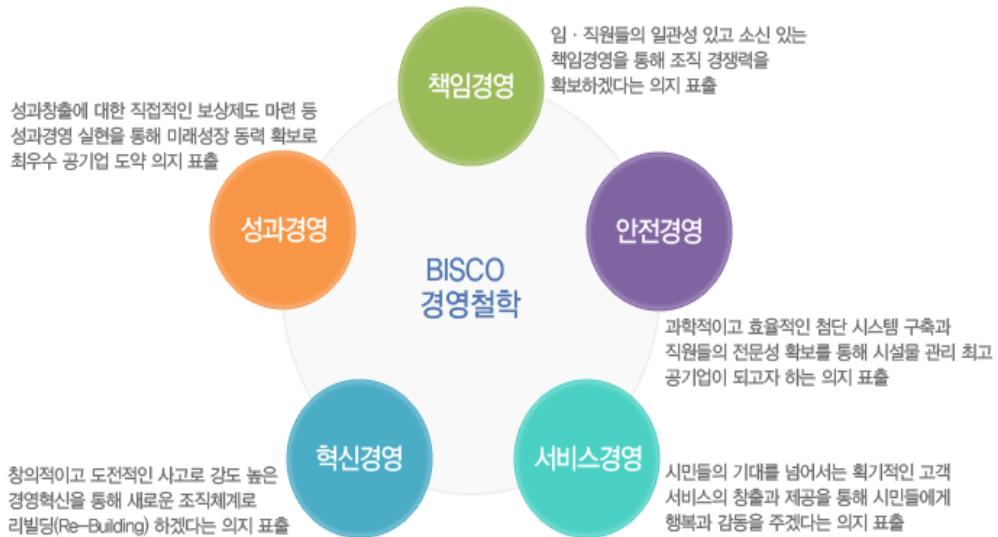 책임경영
임 · 직원들의 일관성 있고 소신 있는
책임경영을 통해 조직 경쟁력을
확보하겠다는 의지 표출
성과창출에 대한 직접적인 보상제도 마련 등
성과경영 실현을 통해 미래성장 동력 확보로
최우수 공기업 도약 의지 표출
성과경영
안전경영
BISCO
경영철학
과학적이고 효율적인 첨단 시스템 구축과
직원들의 전문성 확보를 통해 시설물 관리 최고
공기업이 되고자 하는 의지 표출
혁신경영
창의적이고 도전적인 사고로 강도 높은
경영혁신을 통해 새로운 조직체계로
리빌딩(Re-Building) 하겠다는 의지 표출
서비스경영
시민들의 기대를 넘어서는 획기적인 고객
서비스의 창출과 제공을 통해 시민들에게
행복과 감동을 주겠다는 의지 표출